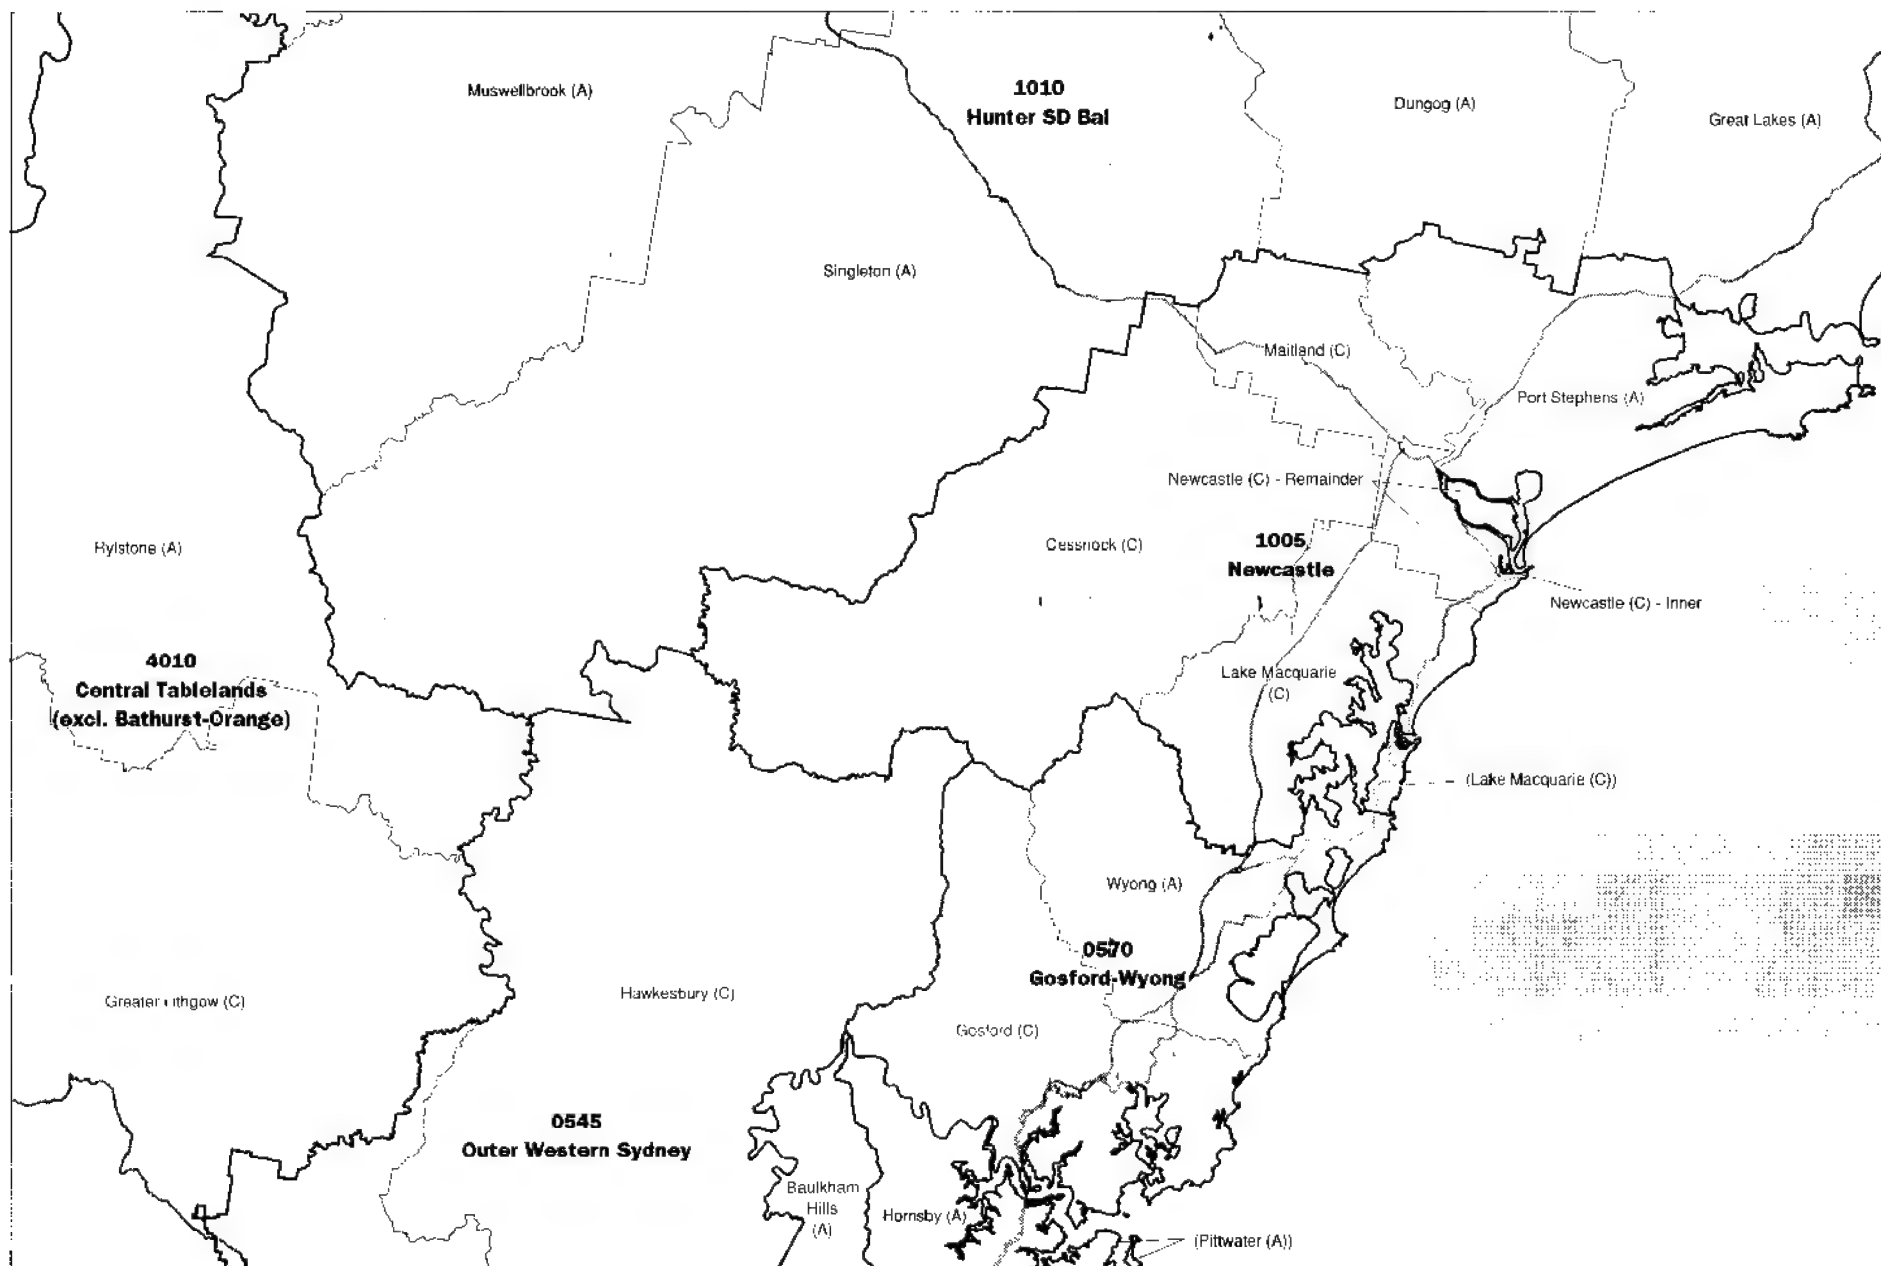 1010
Hunter SD Bal
Muswellbrook (A)
Dungog (A)
Great Lakes (A)
Singleton (A)
Maitland (C)
Port Stephens (A)
Newcastle (C) - Remainder
Rylstone (A)
Cessnock (C)
1005
Newcastle
Newcastle (C) - Inner
4010
Central Tablelands
(excl. Bathurst-Orange)
Lake Macquarie
(C)
(Lake Macquarie (C))
Wyong (A)
0570
Gosford-Wyong
Greater Lithgow (C)
Hawkesbury (C)
Gosford (C)
0545
Outer Western Sydney
Baulkham
Hills
(A)
Hornsby (A)
(Pittwater (A))